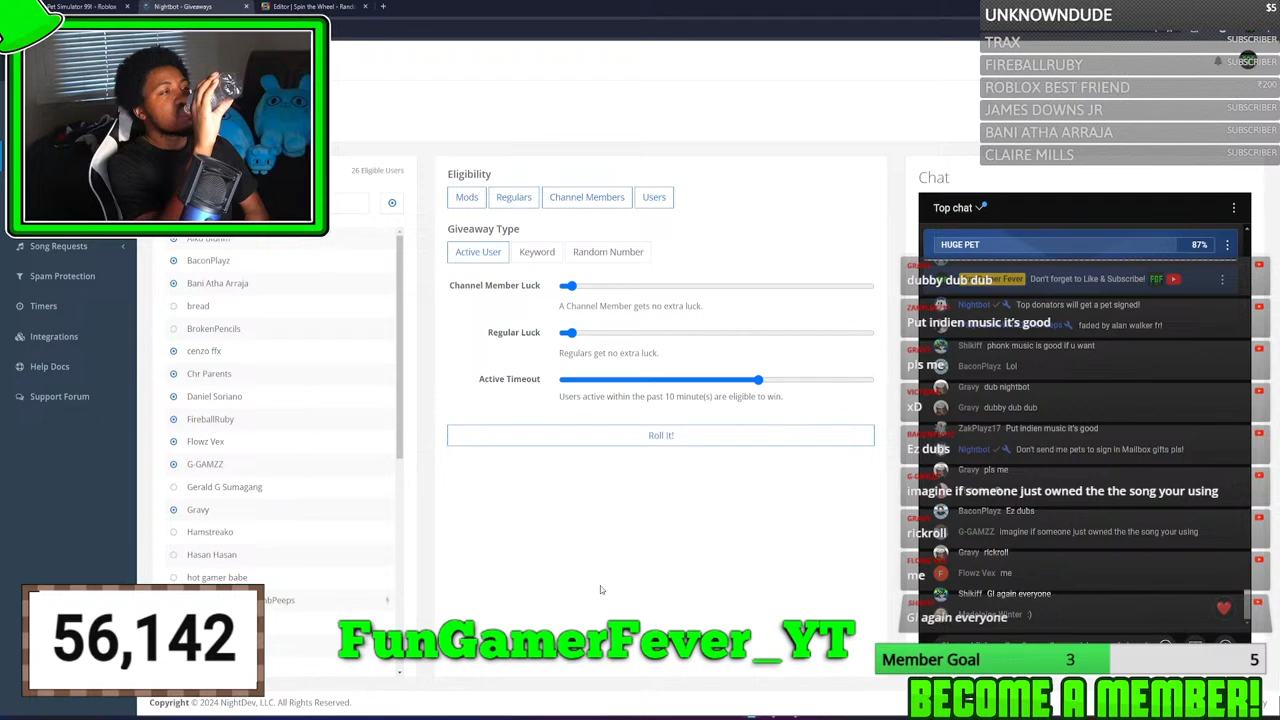 Pet Simulator 99! - Roblox
Nightbot - Giveaways
Editor | Spin the Wheel - Rand
UNKNOWNDUDE
$5
TRAX
SUBSCRIBER
FIREBALLRUBY
SUBSCRIBER
ROBLOX BEST FRIEND
₹200
JAMES DOWNS JR
SUBSCRIBER
BANI ATHA ARRAJA
SUBSCRIBER
CLAIRE MILLS
SUBSCRIBER
Song Requests
Spam Protection
Timers
Integrations
Help Docs
Support Forum
26 Eligible Users
BaconPlayz
Bani Atha Arraja
bread
BrokenPencils
cenzo ffx
Chr Parents
Daniel Soriano
FireballRuby
Flowz Vex
G-GAMZZ
Gerald G Sumagang
Gravy
Hamstreako
Hasan Hasan
hot gamer babe
bPeeps
Eligibility
Mods
Regulars
Channel Members
Users
Giveaway Type
Active User
Keyword
Random Number
Channel Member Luck
A Channel Member gets no extra luck.
Regular Luck
Regulars get no extra luck.
Active Timeout
Users active within the past 10 minute(s) are eligible to win.
Roll It!
Chat
Top chat
HUGE PET
87%
Fever Don't forget to Like & Subscribe! FGF
dubby dub dub
Nightbot Top donators will get a pet signed!
Put indien music it's good
faded by alan walker fr!
Shikiff phonk music is good if u want
pls me
BaconPlayz Lol
Gravy dub nightbot
xD
Gravy dubby dub dub
ZakPlayz17 Put indien music it's good
Ez dubs
Nightbot Don't send me pets to sign in Mailbox gifts pls!
Gravy pls me
imagine if someone just owned the the song your using
BaconPlayz Ez dubs
rickroll
G-GAMZZ imagine if someone just owned the the song your using
Gravy rickroll
me
Flowz Vex me
Shikiff Gl again everyone
Gl again everyone
Madeleine Winter :)
56,142
FunGamerFever_YT
Member Goal
3
5
BECOME A MEMBER!
Copyright © 2024 NightDev, LLC. All Rights Reserved.